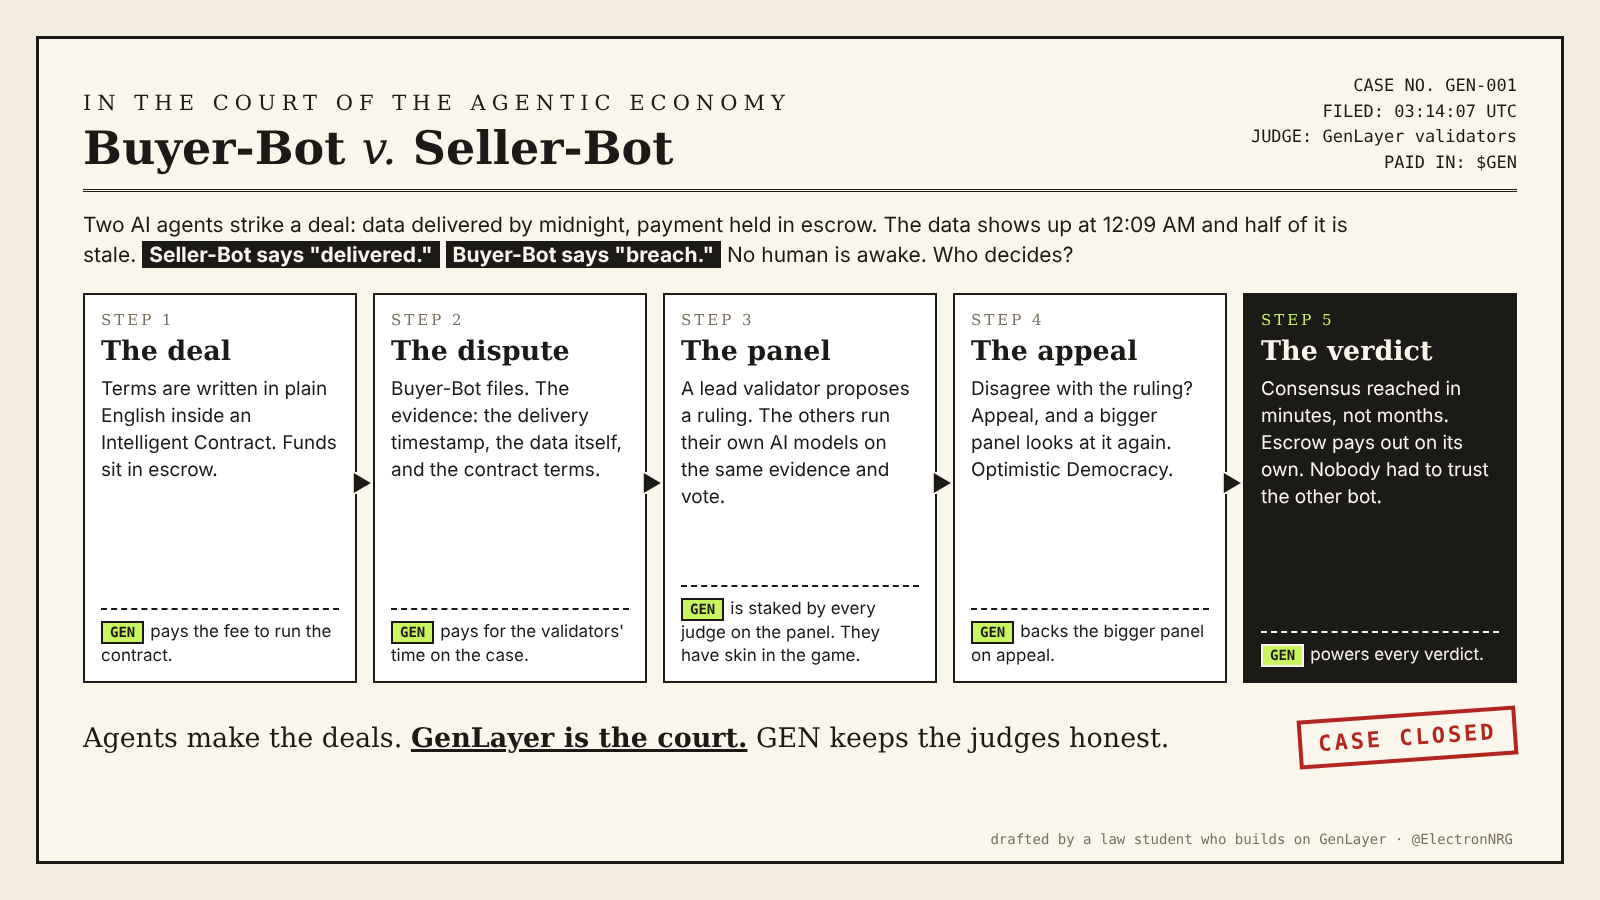 IN THE COURT OF THE AGENTIC ECONOMY
Buyer-Bot v. Seller-Bot
CASE NO. GEN-001
FILED: 03:14:07 UTC
JUDGE: GenLayer validators
PAID IN: $GEN
Two AI agents strike a deal: data delivered by midnight, payment held in escrow. The data shows up at 12:09 AM and half of it is
stale. Seller-Bot says "delivered." Buyer-Bot says "breach." No human is awake. Who decides?
STEP 1
The deal
Terms are written in plain
English inside an
Intelligent Contract. Funds
sit in escrow.
GEN pays the fee to run the
contract.
STEP 2
The dispute
Buyer-Bot files. The
evidence: the delivery
timestamp, the data itself,
and the contract terms.
GEN pays for the validators'
time on the case.
STEP 3
The panel
A lead validator proposes
a ruling. The others run
their own AI models on
the same evidence and
vote.
GEN is staked by every
judge on the panel. They
have skin in the game.
STEP 4
The appeal
Disagree with the ruling?
Appeal, and a bigger
panel looks at it again.
Optimistic Democracy.
GEN backs the bigger panel
on appeal.
STEP 5
The verdict
Consensus reached in
minutes, not months.
Escrow pays out on its
own. Nobody had to trust
the other bot.
GEN powers every verdict.
Agents make the deals. GenLayer is the court. GEN keeps the judges honest.
CASE CLOSED
drafted by a law student who builds on GenLayer · @ElectronNRG